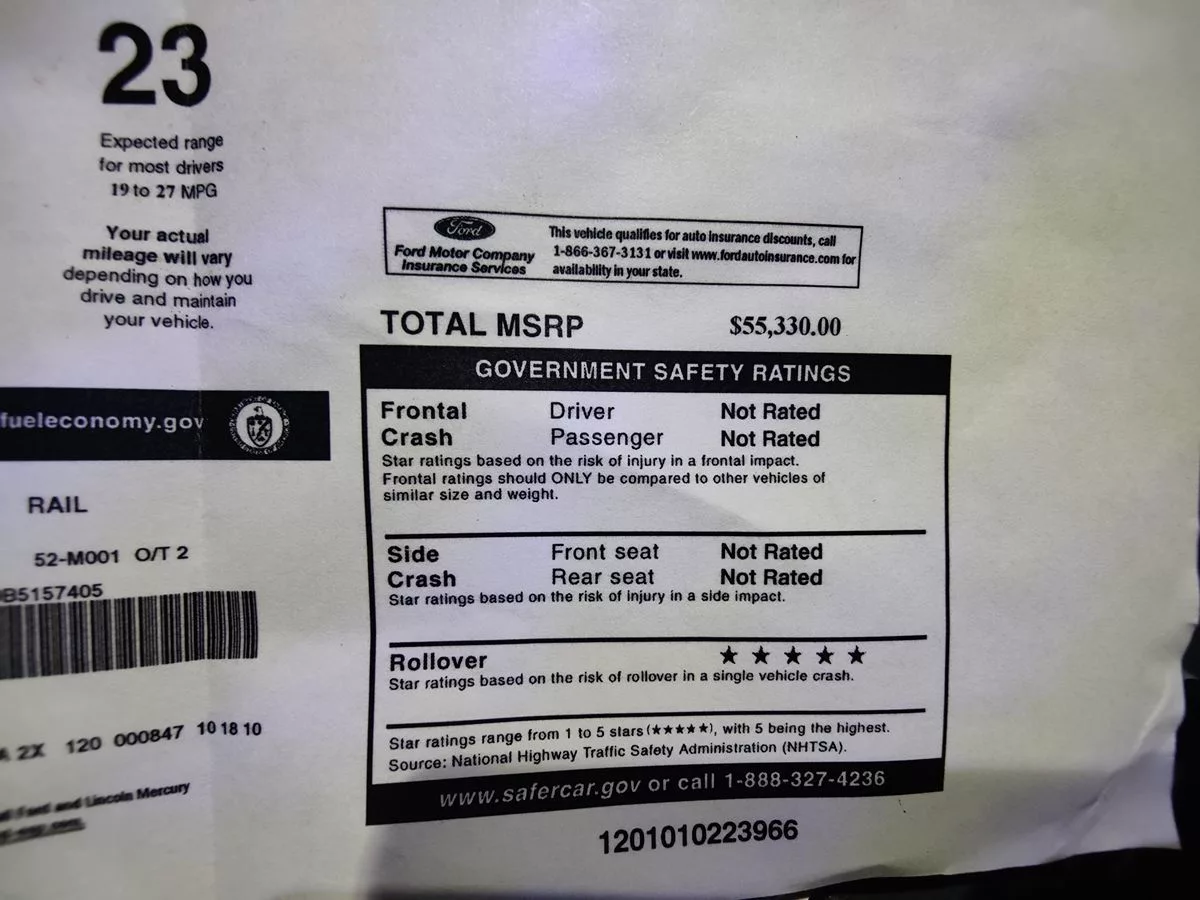 23
Expected range
for most drivers
19 to 27 MPG
Your actual
mileage will vary
depending on how you
drive and maintain
your vehicle.
fueleconomy.gov
RAIL
52-M001 O/T 2
B5157405
2X 120 000847 10 18 10
and Lincoln Mercury
Ford
Ford Motor Company
Insurance Services
This vehicle qualifies for auto insurance discounts, call
1-866-367-3131 or visit www.fordautoinsurance.com for
availability in your state.
TOTAL MSRP $55,330.00
GOVERNMENT SAFETY RATINGS
Frontal Driver Not Rated
Crash Passenger Not Rated
Star ratings based on the risk of injury in a frontal impact.
Frontal ratings should ONLY be compared to other vehicles of
similar size and weight.
Side Front seat Not Rated
Crash Rear seat Not Rated
Star ratings based on the risk of injury in a side impact.
Rollover ★ ★ ★ ★ ★
Star ratings based on the risk of rollover in a single vehicle crash.
Star ratings range from 1 to 5 stars (★★★★★), with 5 being the highest.
Source: National Highway Traffic Safety Administration (NHTSA).
www.safercar.gov or call 1-888-327-4236
1201010223966